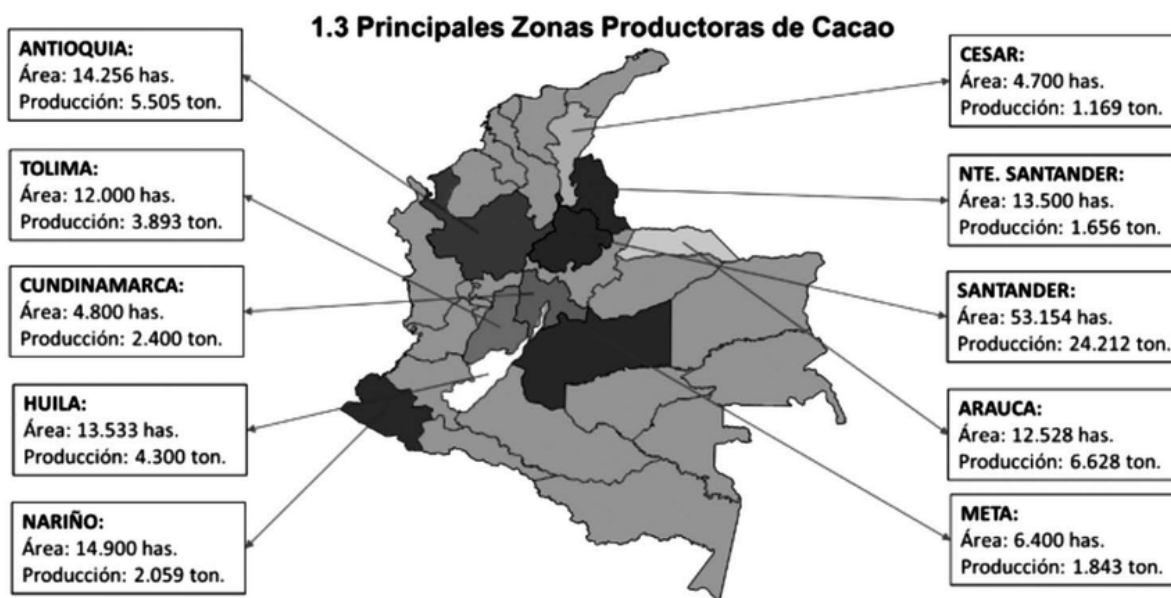 1.3 Principales Zonas Productoras de Cacao
ANTIOQUIA:
Área: 14.256 has.
Producción: 5.505 ton.
TOLIMA:
Área: 12.000 has.
Producción: 3.893 ton.
CUNDINAMARCA:
Área: 4.800 has.
Producción: 2.400 ton.
HUILA:
Área: 13.533 has.
Producción: 4.300 ton.
NARIÑO:
Área: 14.900 has.
Producción: 2.059 ton.
CESAR:
Área: 4.700 has.
Producción: 1.169 ton.
NTE. SANTANDER:
Área: 13.500 has.
Producción: 1.656 ton.
SANTANDER:
Área: 53.154 has.
Producción: 24.212 ton.
ARAUCA:
Área: 12.528 has.
Producción: 6.628 ton.
META:
Área: 6.400 has.
Producción: 1.843 ton.